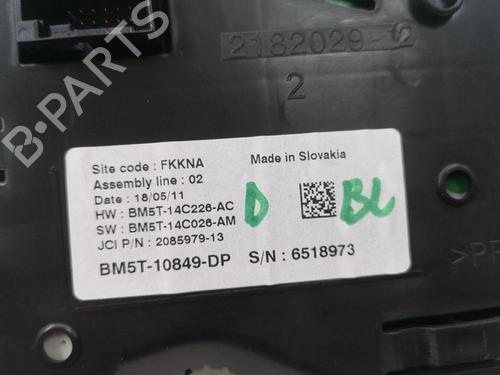 B-PARTS
2182029-12
2
Site code : FKKNA
Made in Slovakia
Assembly line : 02
Date : 18/05/11
HW : BM5T-14C226-AC
SW : BM5T-14C026-AM
JCI P/N : 2085979-13
D
BL
BM5T-10849-DP
S/N : 6518973